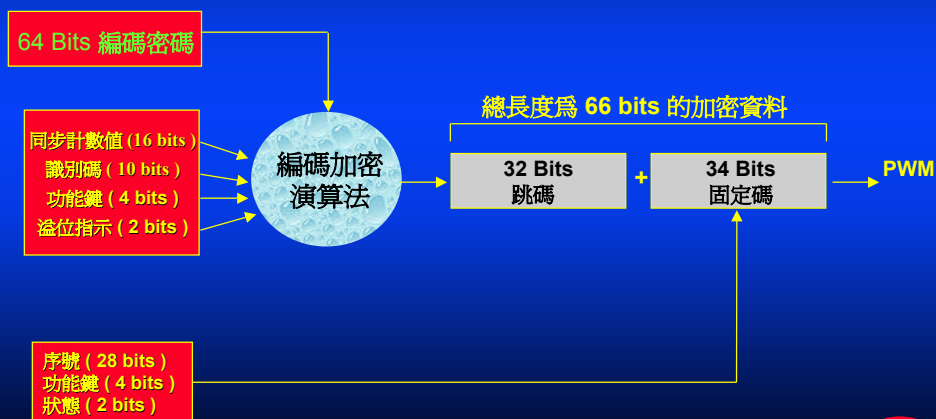 64 Bits 編碼密碼
總長度為 66 bits 的加密資料
同步計數值 (16 bits )
識別碼 ( 10 bits )
功能鍵 ( 4 bits )
溢位指示 ( 2 bits )
編碼加密
演算法
32 Bits
跳碼
+
34 Bits
固定碼
PWM
序號 ( 28 bits )
功能鍵 ( 4 bits )
狀態 ( 2 bits )